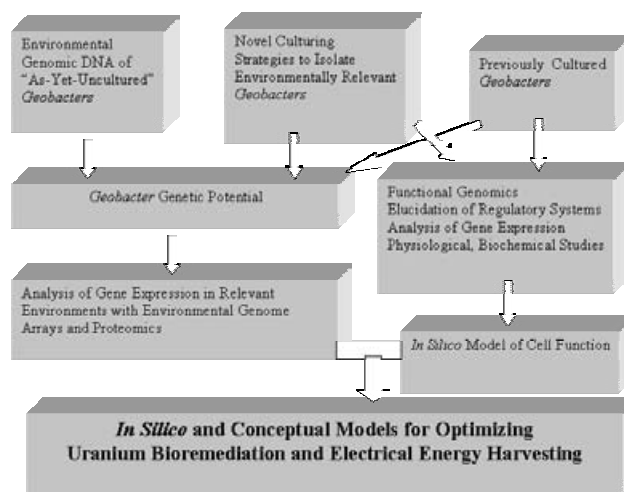 Environmental
Genomic DNA of
"As-Yet-Uncultured"
Geobacters
Novel Culturing
Strategies to Isolate
Environmentally Relevant
Geobacters
Previously Cultured
Geobacters
Geobacter Genetic Potential
Functional Genomics
Elucidation of Regulatory Systems
Analysis of Gene Expression
Physiological, Biochemical Studies
Analysis of Gene Expression in Relevant
Environments with Environmental Genome
Arrays and Proteomics
In Silico Model of Cell Function
In Silico and Conceptual Models for Optimizing
Uranium Bioremediation and Electrical Energy Harvesting